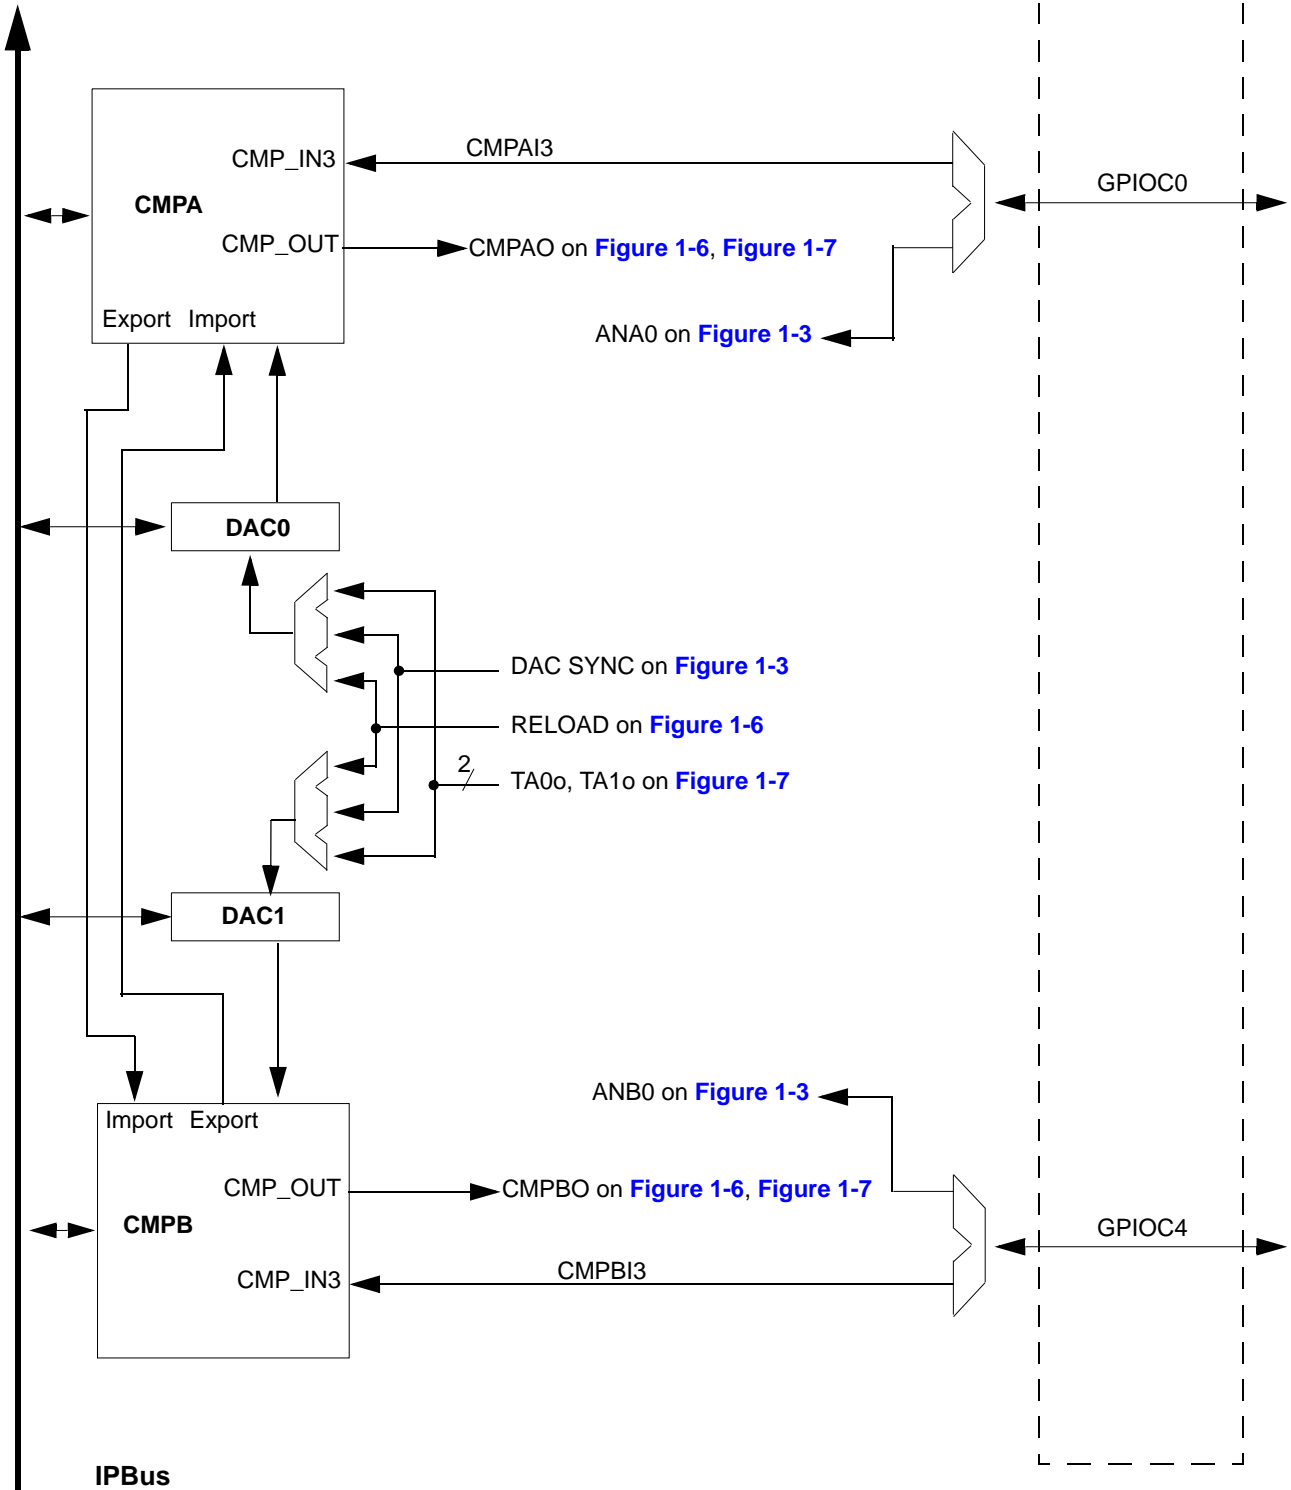 CMPAI3
CMP_IN3
GPIOC0
CMPA
CMP_OUT
CMPAO on Figure 1-6, Figure 1-7
Export Import
ANA0 on Figure 1-3
DAC0
DAC SYNC on Figure 1-3
RELOAD on Figure 1-6
2
TA0o, TA1o on Figure 1-7
DAC1
ANB0 on Figure 1-3
Import Export
CMP_OUT
CMPBO on Figure 1-6, Figure 1-7
CMPB
GPIOC4
CMP_IN3
CMPBI3
IPBus